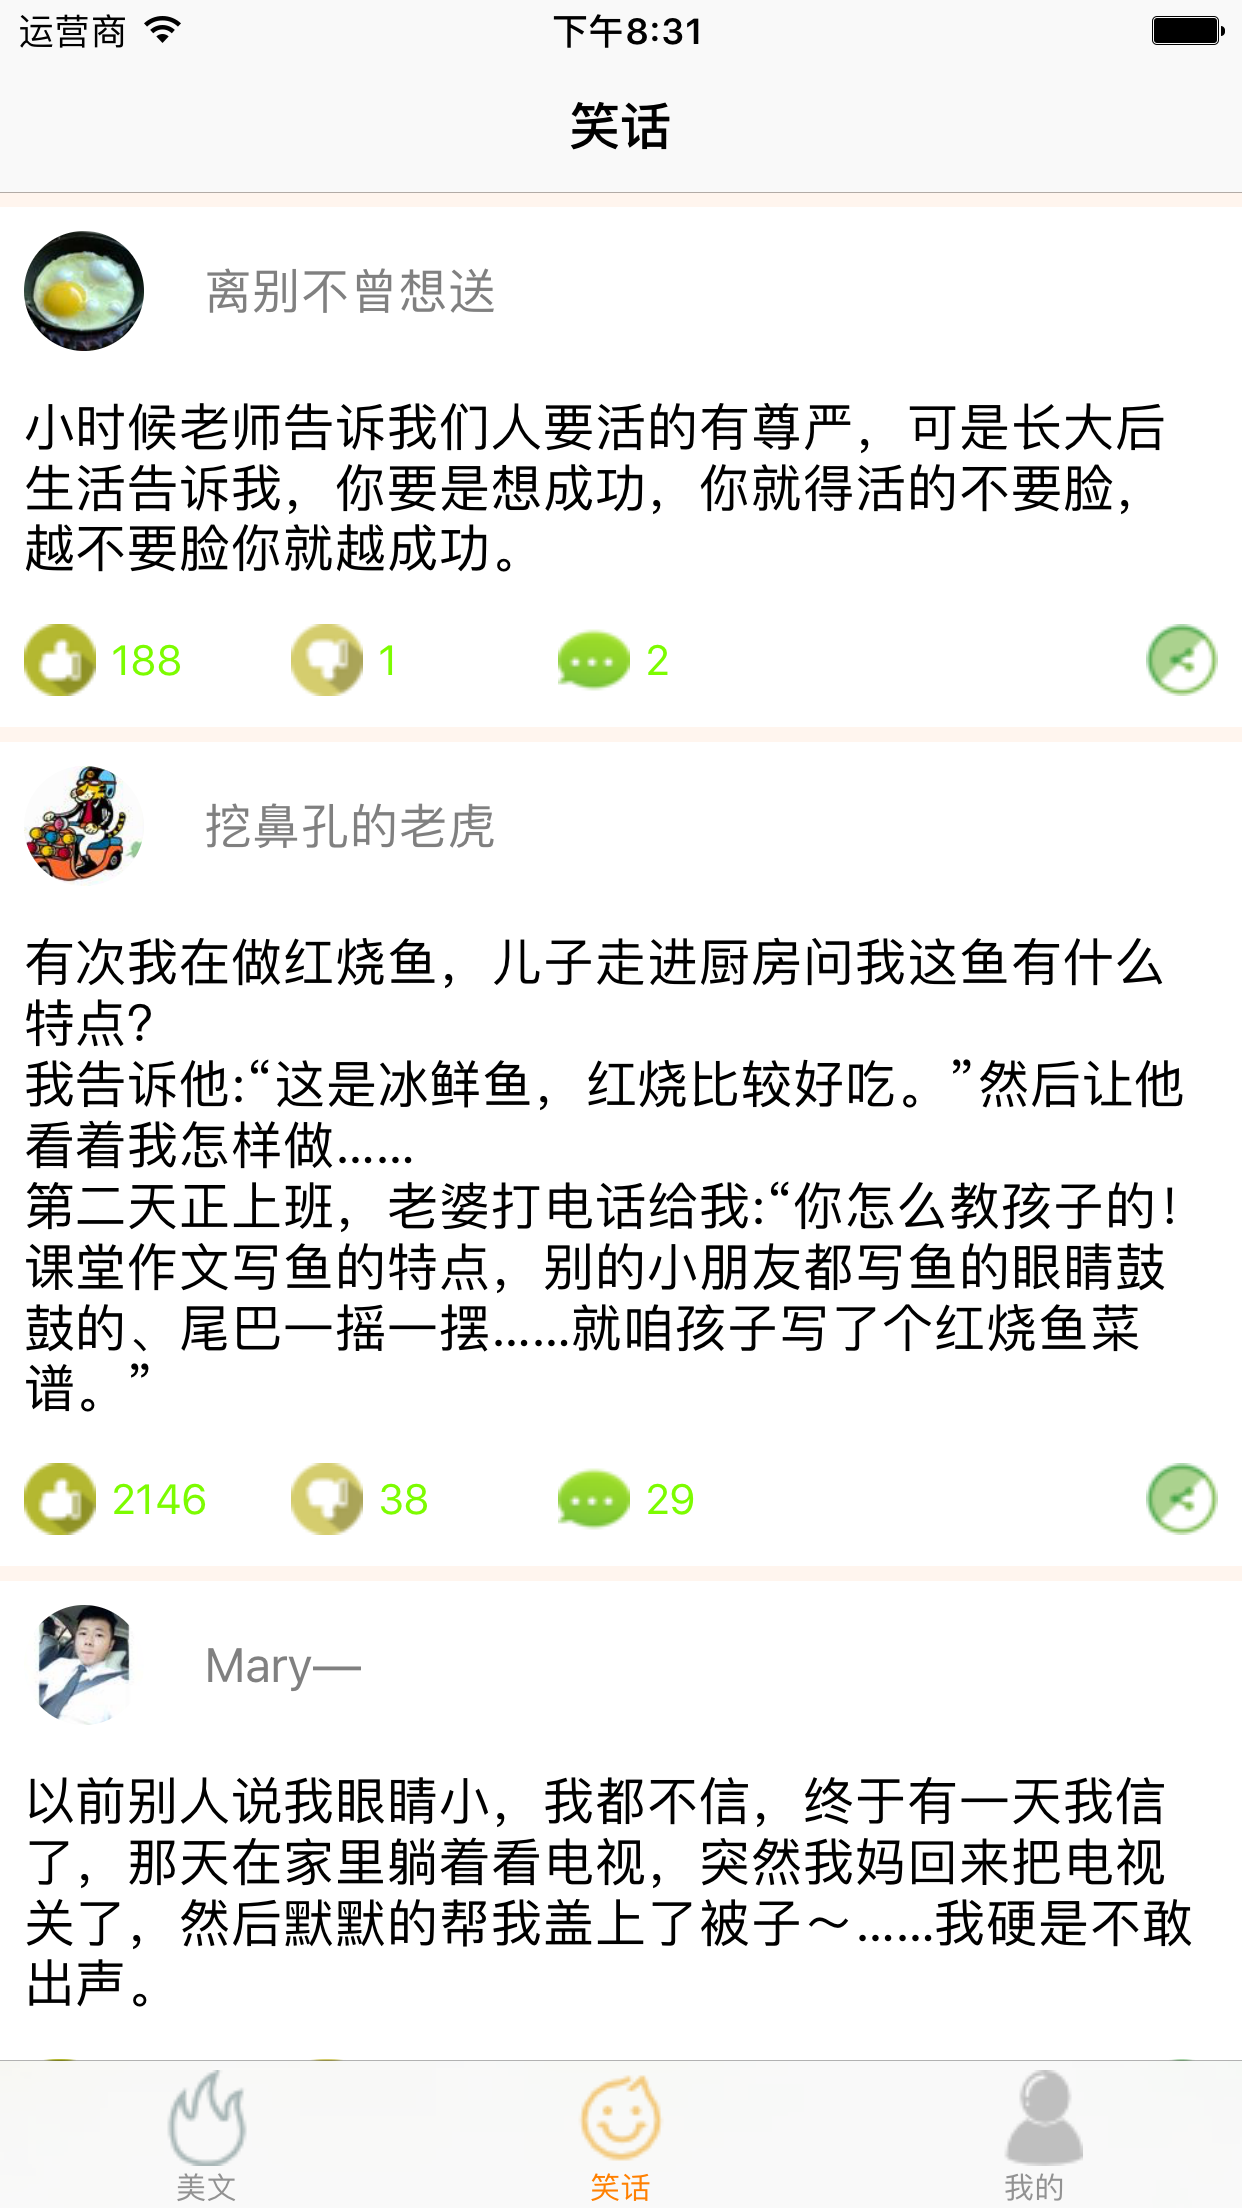 运营商
下午8:31
笑话
离别不曾想送
小时候老师告诉我们人要活的有尊严，可是长大后
生活告诉我，你要是想成功，你就得活的不要脸，
越不要脸你就越成功。
188
1
2
挖鼻孔的老虎
有次我在做红烧鱼，儿子走进厨房问我这鱼有什么
特点？
我告诉他:“这是冰鲜鱼，红烧比较好吃。”然后让他
看着我怎样做......
第二天正上班，老婆打电话给我:“你怎么教孩子的！
课堂作文写鱼的特点，别的小朋友都写鱼的眼睛鼓
鼓的、尾巴一摇一摆......就咱孩子写了个红烧鱼菜
谱。”
2146
38
29
Mary—
以前别人说我眼睛小，我都不信，终于有一天我信
了，那天在家里躺着看电视，突然我妈回来把电视
关了，然后默默的帮我盖上了被子～......我硬是不敢
出声。
美文
笑话
我的